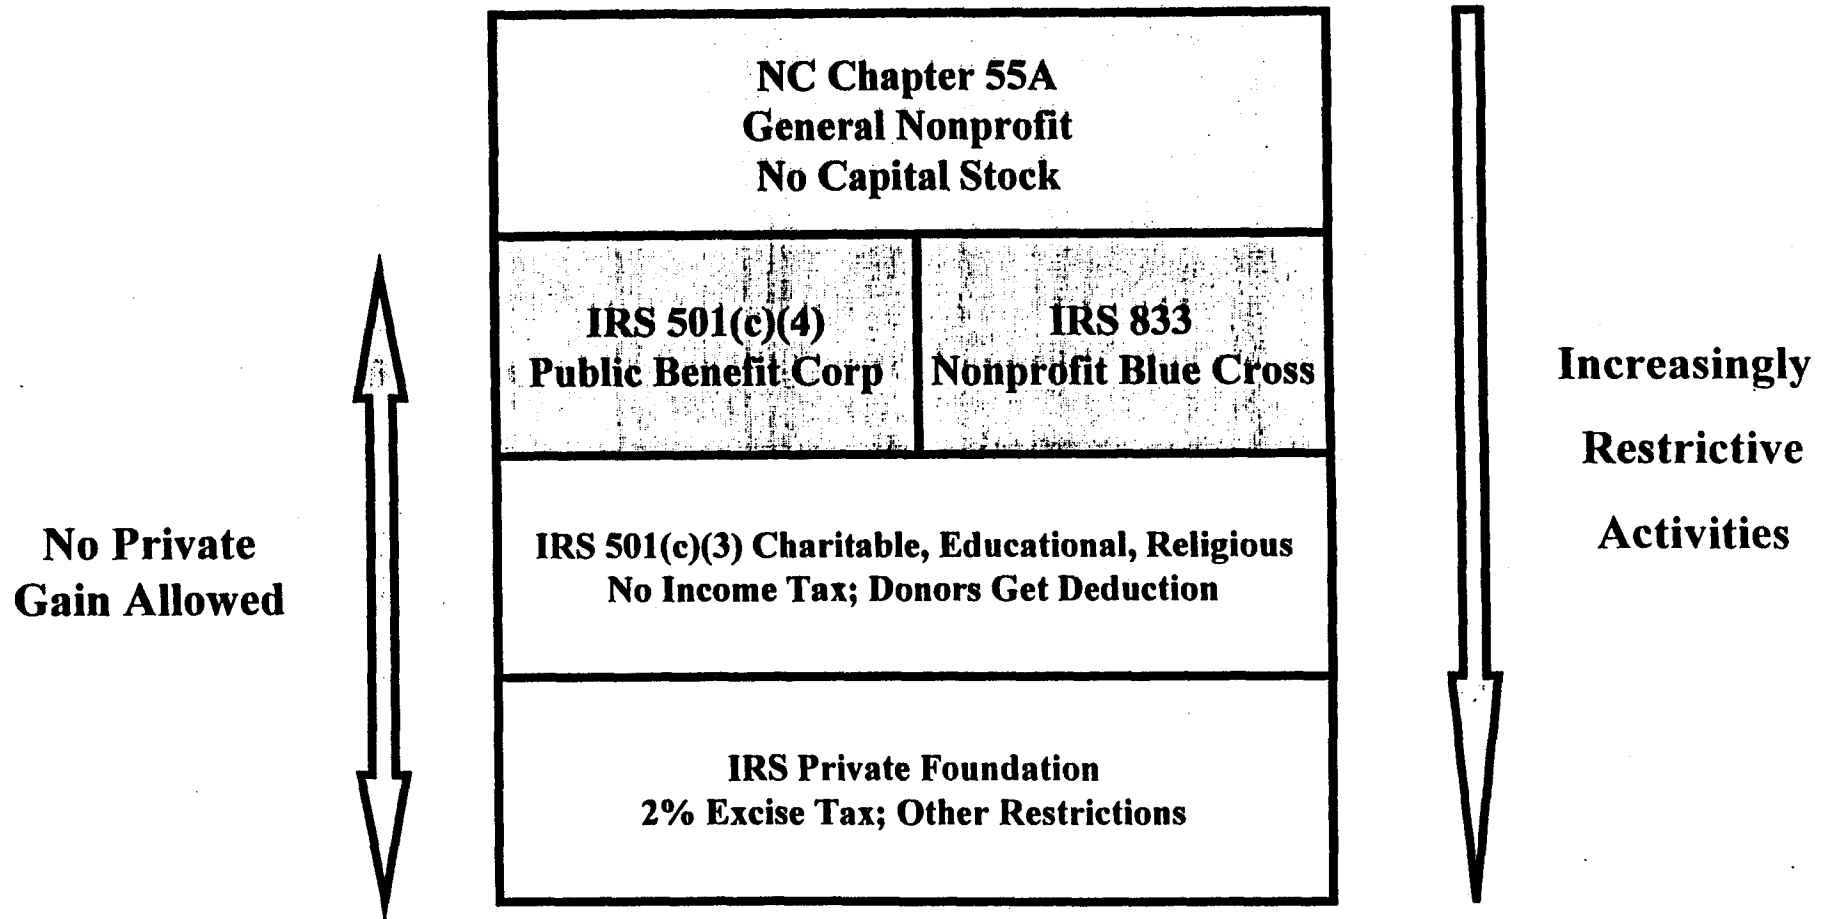 NC Chapter 55A
General Nonprofit
No Capital Stock
IRS 501(c)(4)
Public Benefit Corp
IRS 833
Nonprofit Blue Cross
IRS 501(c)(3) Charitable, Educational, Religious
No Income Tax; Donors Get Deduction
IRS Private Foundation
2% Excise Tax; Other Restrictions
No Private
Gain Allowed
Increasingly
Restrictive
Activities